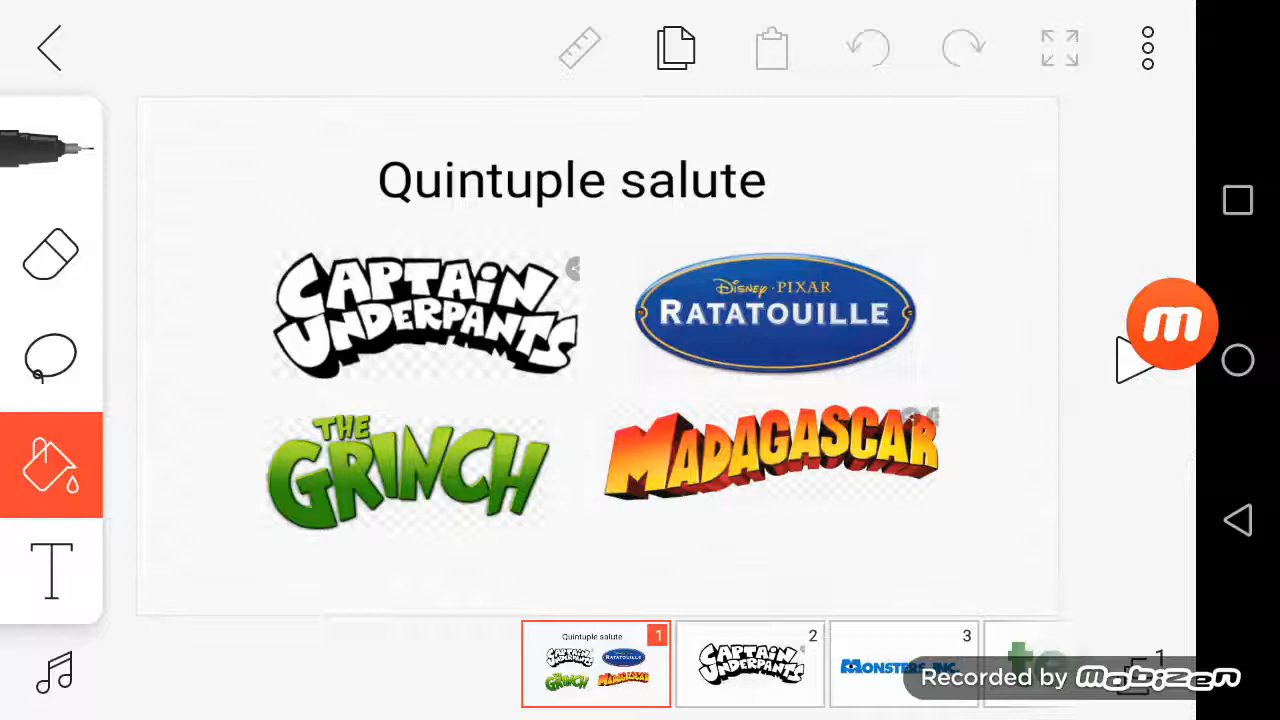 Quintuple salute
CAPTAIN
UNDERPANTS
DISNEY · PIXAR
RATATOUILLE
THE
GRINCH
MADAGASCAR
T
m
Quintuple salute
1
CAPTAIN
UNDERPANTS
RATATOUILLE
GRINCH
MADAGASCAR
2
CAPTAIN
UNDERPANTS
3
MONSTERS, INC.
1
Recorded by mobizen